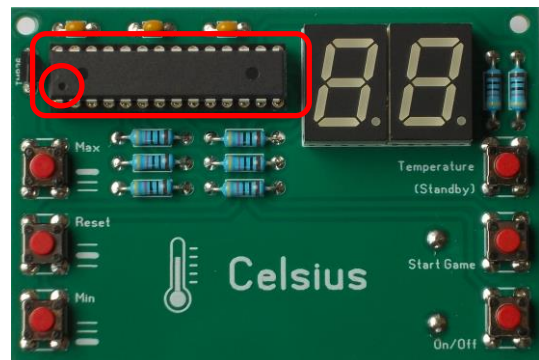 Max
Temperature
(Standby)
Reset
Celsius
Start Game
Min
On/Off